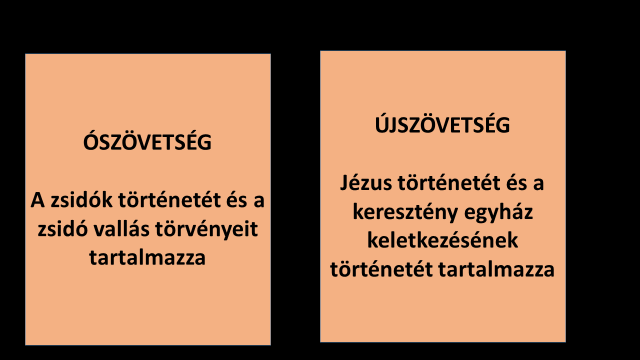 ÓSZÖVETSÉG
A zsidók történetét és a
zsidó vallás törvényeit
tartalmazza
ÚJSZÖVETSÉG
Jézus történetét és a
keresztény egyház
keletkezésének
történetét tartalmazza